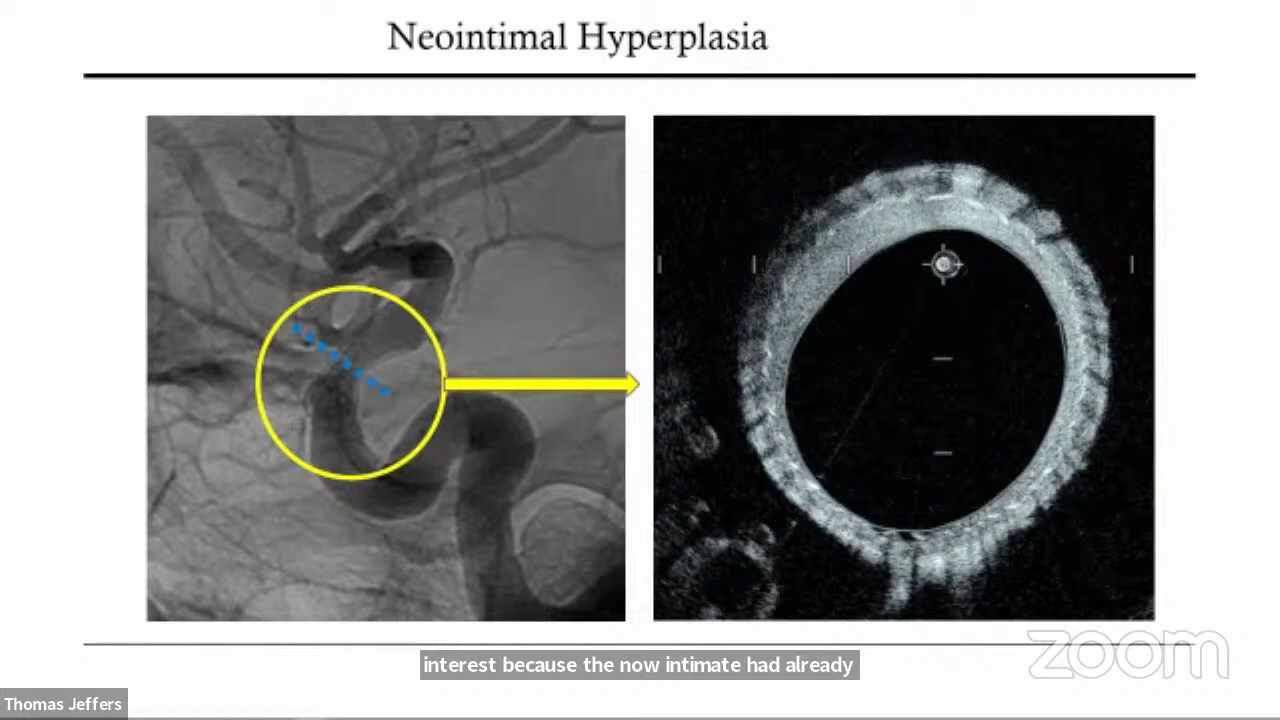 Neointimal Hyperplasia
zoom
interest because the now intimate had already
Thomas Jeffers